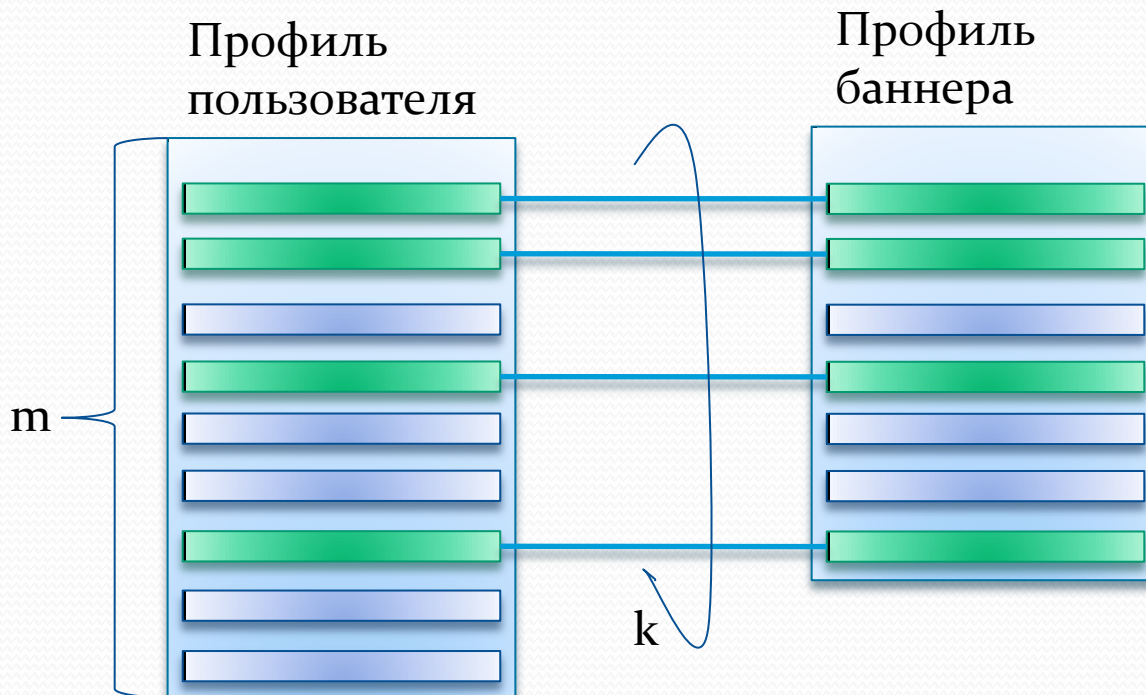 Профиль
пользователя
Профиль
баннера
m
k